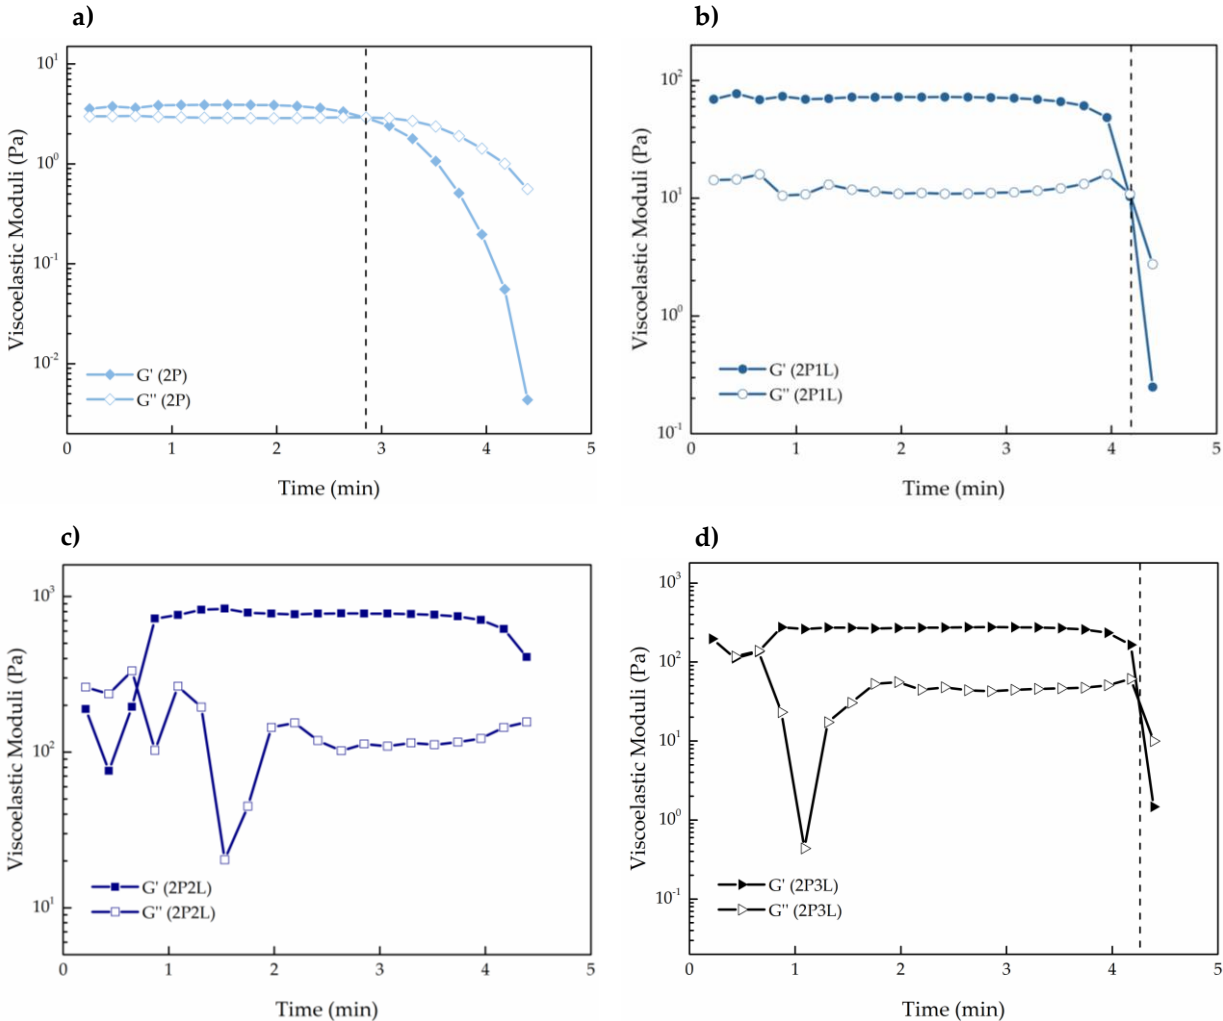 a)
Viscoelastic Moduli (Pa)
10¹
10⁰
10⁻¹
10⁻²
G' (2P)
G'' (2P)
0 1 2 3 4 5
Time (min)
b)
Viscoelastic Moduli (Pa)
10²
10¹
10⁰
10⁻¹
G' (2P1L)
G'' (2P1L)
0 1 2 3 4 5
Time (min)
c)
Viscoelastic Moduli (Pa)
10³
10²
10¹
G' (2P2L)
G'' (2P2L)
0 1 2 3 4 5
Time (min)
d)
Viscoelastic Moduli (Pa)
10³
10²
10¹
10⁰
10⁻¹
G' (2P3L)
G'' (2P3L)
0 1 2 3 4 5
Time (min)